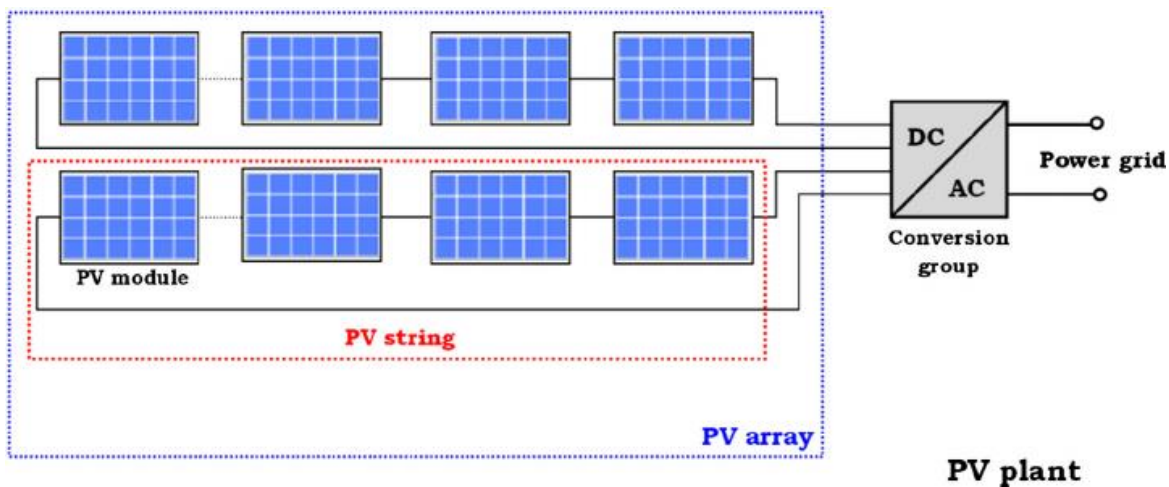 DC
AC
Power grid
Conversion
group
PV module
PV string
PV array
PV plant